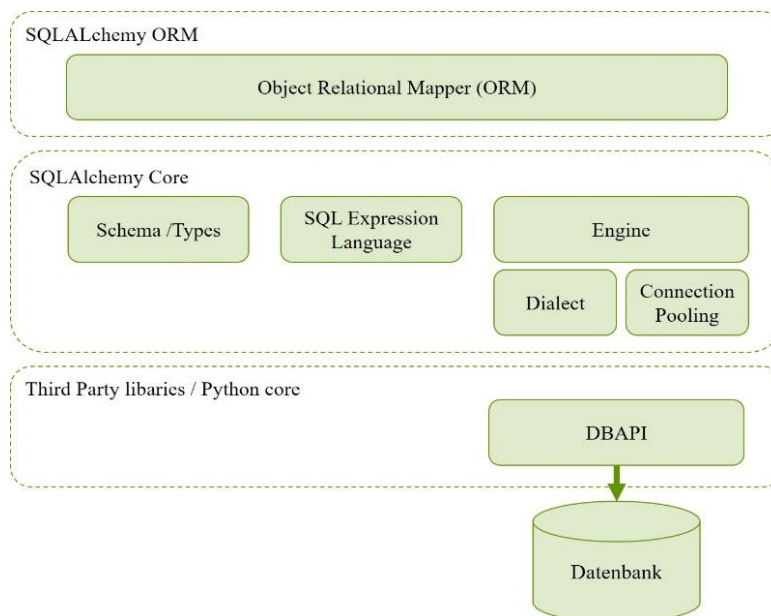 SQLALchemy ORM
Object Relational Mapper (ORM)
SQLAlchemy Core
Schema /Types
SQL Expression
Language
Engine
Dialect
Connection
Pooling
Third Party libaries / Python core
DBAPI
Datenbank